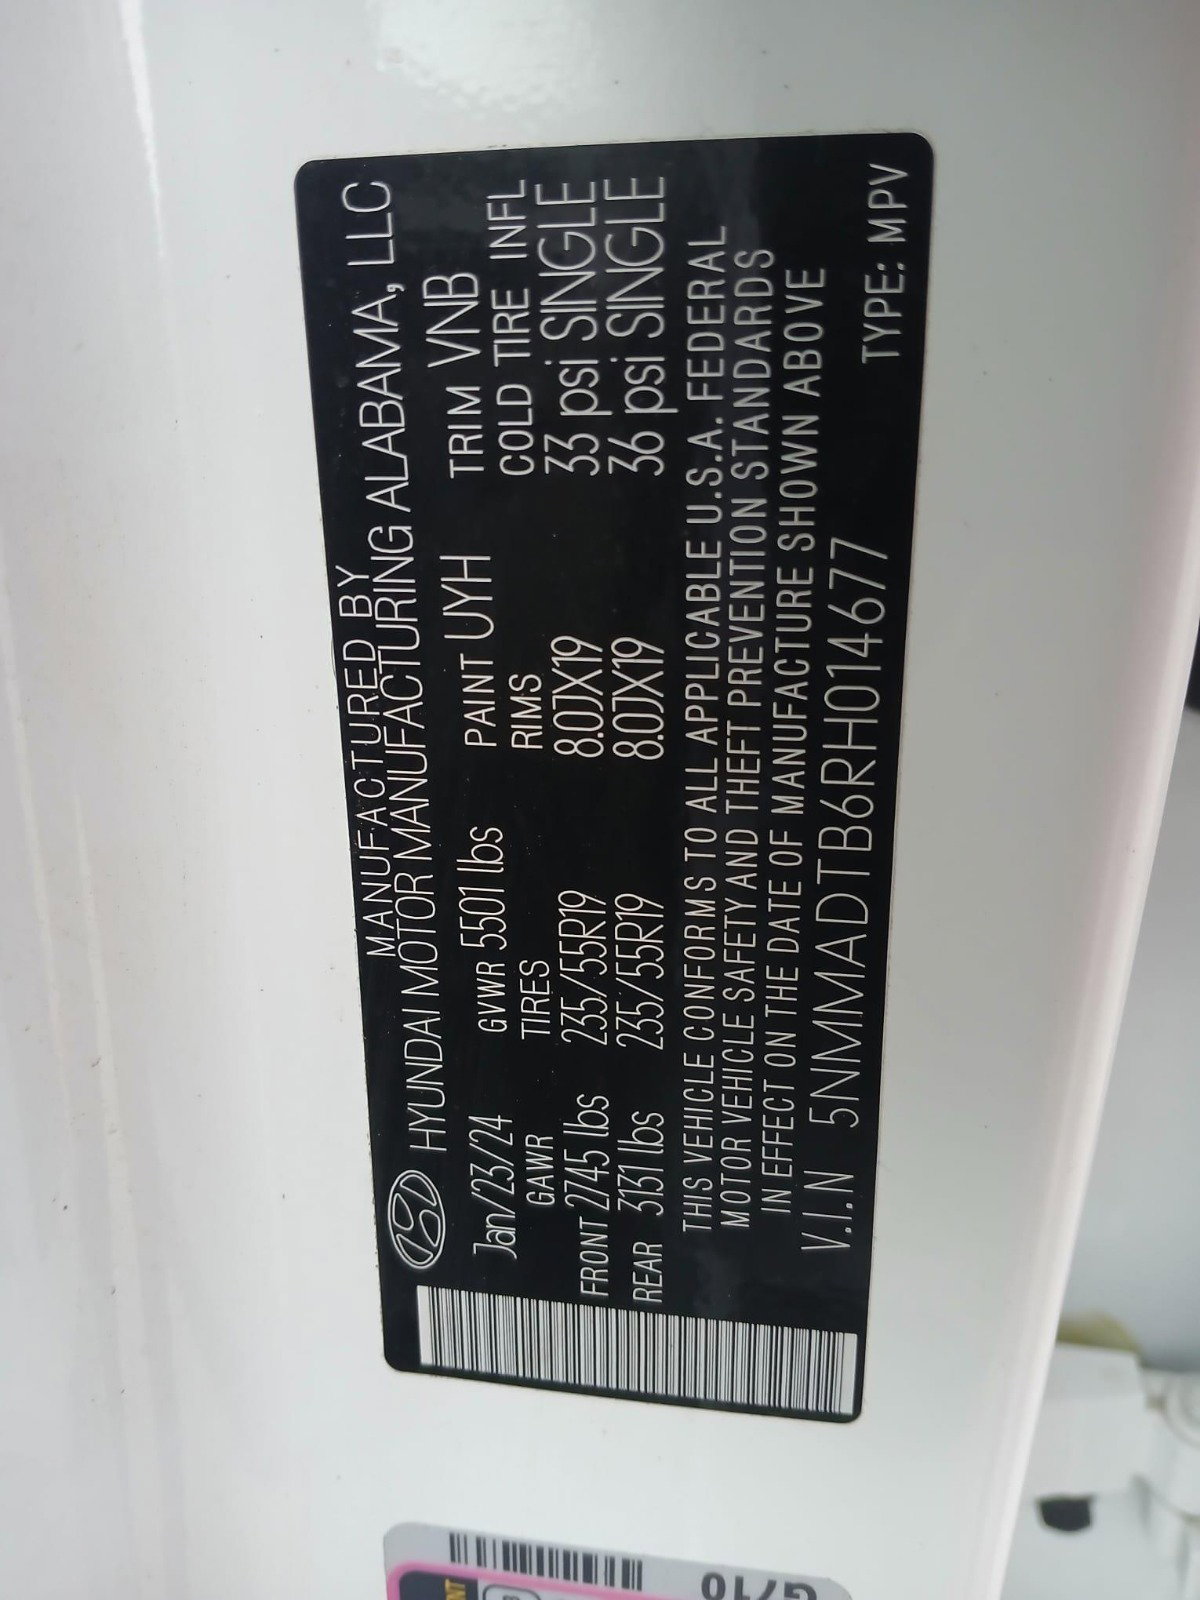 MANUFACTURED BY
HYUNDAI MOTOR MANUFACTURING ALABAMA, LLC
Jan/23/24 GVWR 5501 lbs PAINT UYH TRIM VNB
GAWR TIRES RIMS COLD TIRE INFL
FRONT 2745 lbs 235/55R19 8.0JX19 33 psi SINGLE
REAR 3131 lbs 235/55R19 8.0JX19 36 psi SINGLE
THIS VEHICLE CONFORMS TO ALL APPLICABLE U.S.A. FEDERAL
MOTOR VEHICLE SAFETY AND THEFT PREVENTION STANDARDS
IN EFFECT ON THE DATE OF MANUFACTURE SHOWN ABOVE
V.I.N 5NMMADTB6RH014677 TYPE: MPV
G710